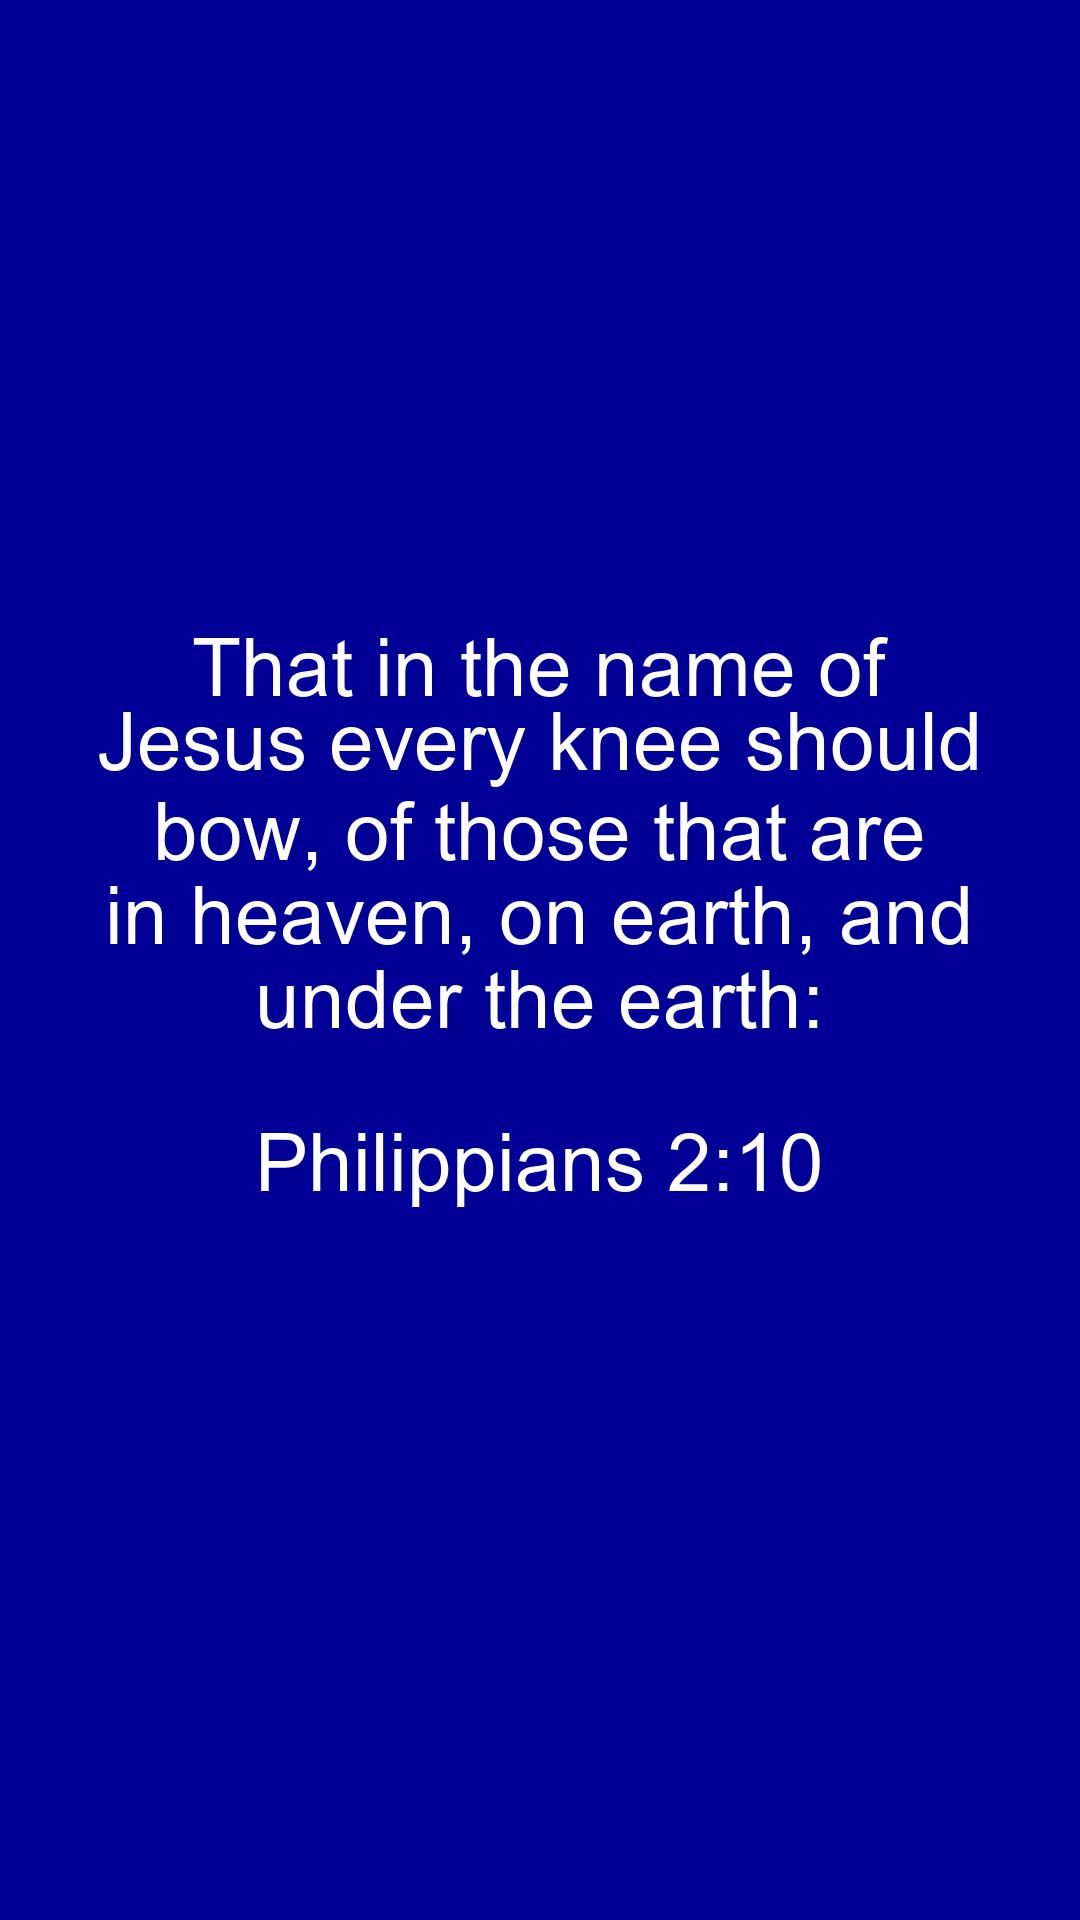 That in the name of
Jesus every knee should
bow, of those that are
in heaven, on earth, and
under the earth:
Philippians 2:10